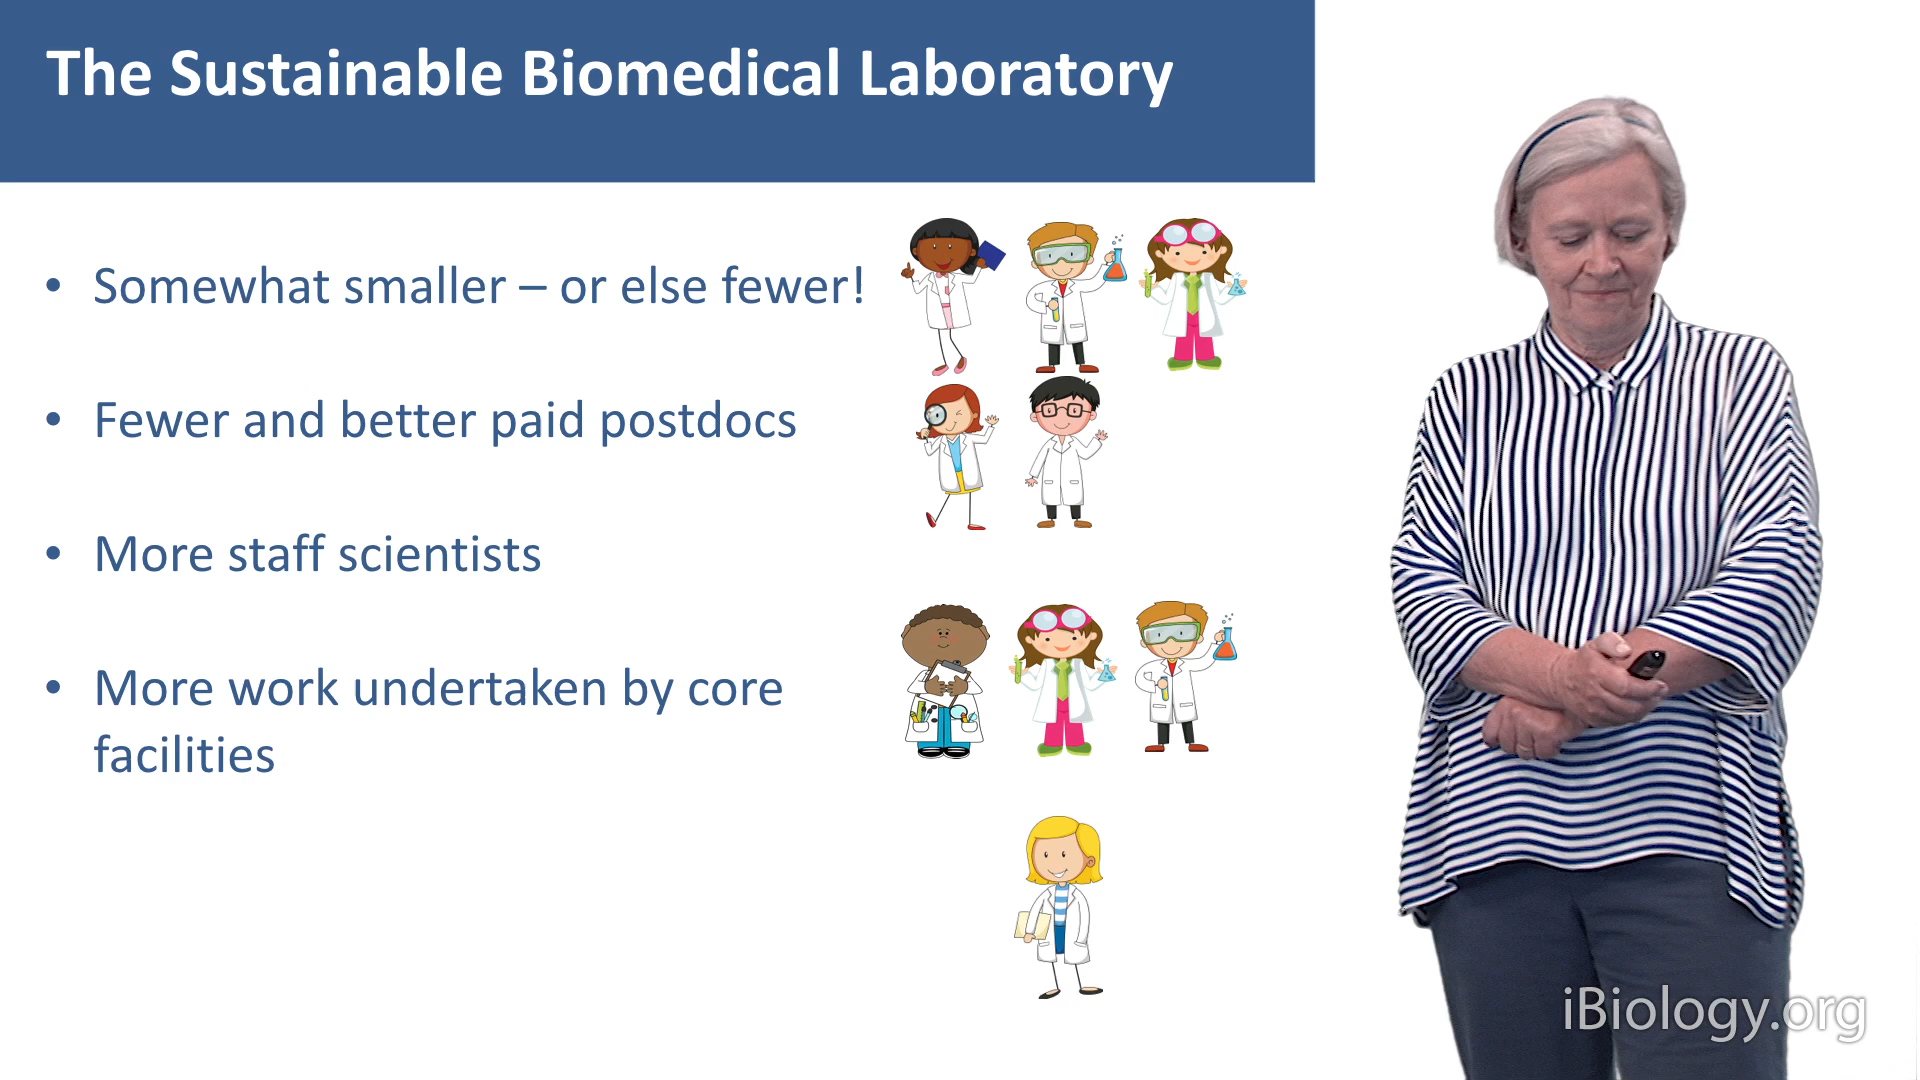 The Sustainable Biomedical Laboratory
• Somewhat smaller – or else fewer!
• Fewer and better paid postdocs
• More staff scientists
• More work undertaken by core
facilities
iBiology.org